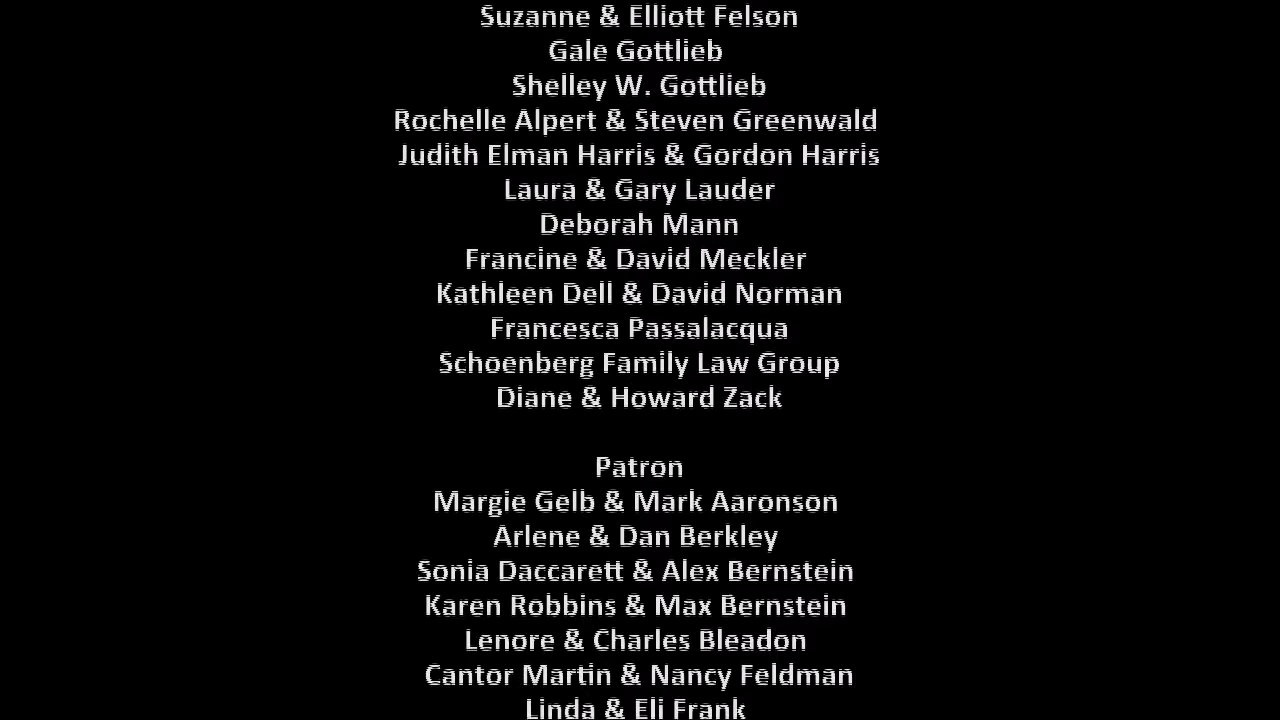 Suzanne & Elliott Felson
Gale Gottlieb
Shelley W. Gottlieb
Rochelle Alpert & Steven Greenwald
Judith Elman Harris & Gordon Harris
Laura & Gary Lauder
Deborah Mann
Francine & David Meckler
Kathleen Dell & David Norman
Francesca Passalacqua
Schoenberg Family Law Group
Diane & Howard Zack
Patron
Margie Gelb & Mark Aaronson
Arlene & Dan Berkley
Sonia Daccarett & Alex Bernstein
Karen Robbins & Max Bernstein
Lenore & Charles Bleadon
Cantor Martin & Nancy Feldman
Linda & Eli Frank